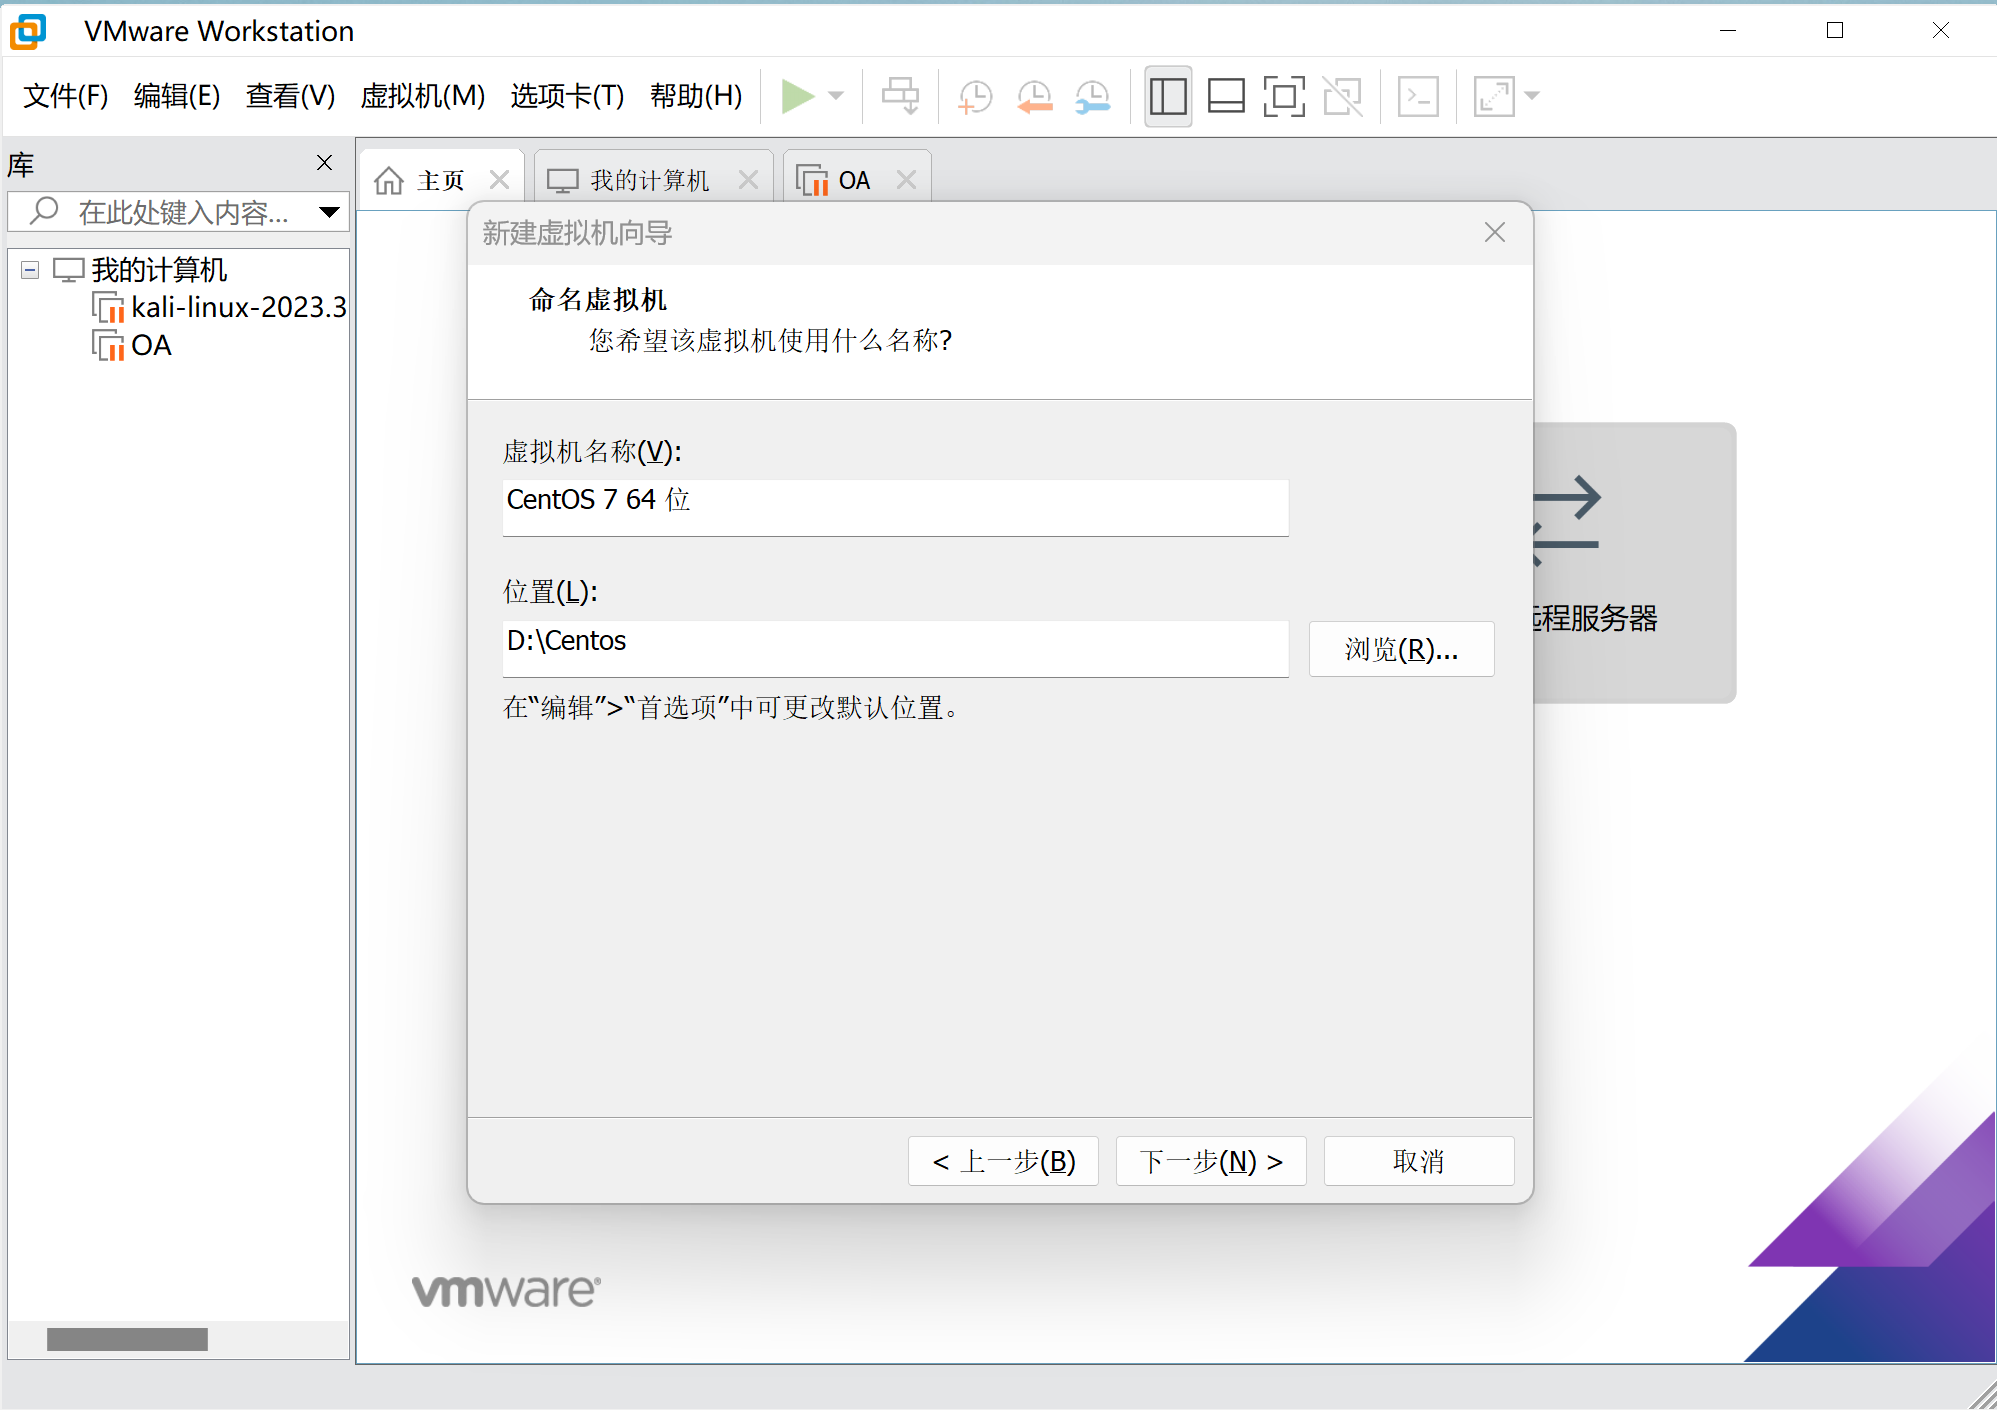 VMware Workstation
文件(F) 编辑(E) 查看(V) 虚拟机(M) 选项卡(T) 帮助(H)
库
在此处键入内容...
我的计算机
kali-linux-2023.3
OA
主页 我的计算机 OA
新建虚拟机向导
命名虚拟机
您希望该虚拟机使用什么名称?
虚拟机名称(V):
CentOS 7 64 位
位置(L):
D:\Centos
浏览(R)...
在“编辑”>“首选项”中可更改默认位置。
程服务器
< 上一步(B) 下一步(N) > 取消
vmware®